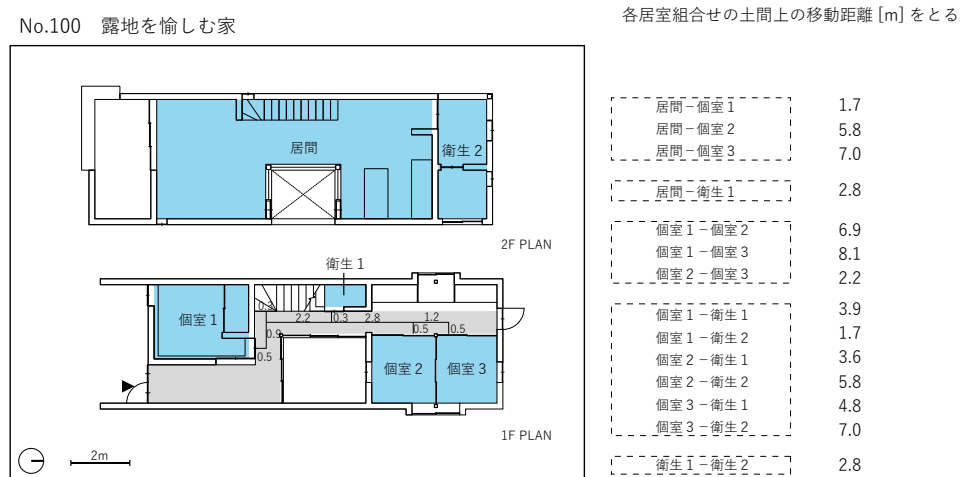 No.100 露地を愉しむ家
各居室組合せの土間上の移動距離 [m] をとる
居間
衛生２
2F PLAN
衛生１
個室１
0.3
2.2
0.3
2.8
1.2
0.9
0.5
0.5
0.5
個室２
個室３
1F PLAN
2m
居間－個室１ 1.7
居間－個室２ 5.8
居間－個室３ 7.0
居間－衛生１ 2.8
個室１－個室２ 6.9
個室１－個室３ 8.1
個室２－個室３ 2.2
個室１－衛生１ 3.9
個室１－衛生２ 1.7
個室２－衛生１ 3.6
個室２－衛生２ 5.8
個室３－衛生１ 4.8
個室３－衛生２ 7.0
衛生１－衛生２ 2.8